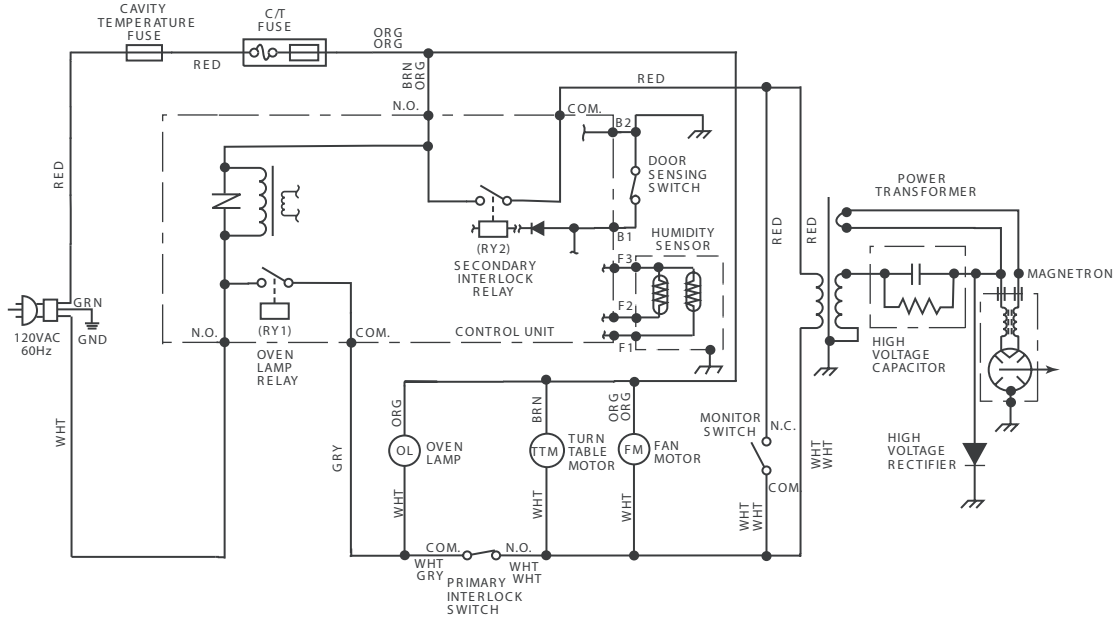 CAVITY
TEMPERATURE
FUSE
C/T
FUSE
RED
ORG
ORG
BRN
ORG
RED
N.O.
COM.
B2
DOOR
SENSING
SWITCH
POWER
TRANSFORMER
RED
RED
RED
(RY2)
B1
HUMIDITY
SENSOR
SECONDARY
INTERLOCK
RELAY
F3
F2
F1
MAGNETRON
GRN
GND
120VAC
60Hz
N.O.
(RY1)
COM.
CONTROL UNIT
OVEN
LAMP
RELAY
HIGH
VOLTAGE
CAPACITOR
WHT
GRY
ORG
BRN
ORG
ORG
MONITOR
SWITCH
N.C.
OL
OVEN
LAMP
TTM
TURN
TABLE
MOTOR
FM
FAN
MOTOR
WHT
WHT
HIGH
VOLTAGE
RECTIFIER
COM.
WHT
WHT
WHT
WHT
WHT
COM.
N.O.
WHT
GRY
WHT
WHT
PRIMARY
INTERLOCK
SWITCH